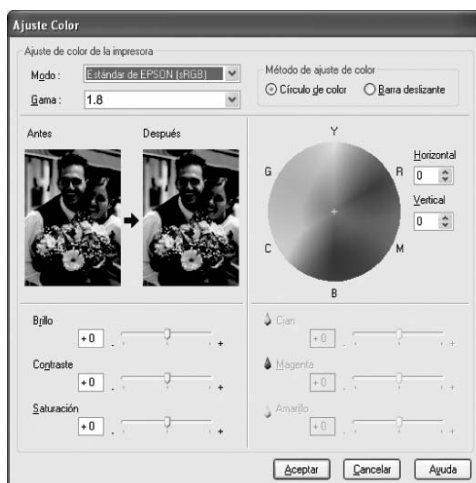 Ajuste Color
Ajuste de color de la impresora
Modo :
Estándar de EPSON (sRGB)
Gama :
1.8
Método de ajuste de color
Círculo de color
Barra deslizante
Antes
Después
Y
G
R
C
M
B
Horizontal
0
Vertical
0
Brillo
+0
- +
Contraste
+0
- +
Saturación
+0
- +
Cian
+0
- +
Magenta
+0
- +
Amarillo
+0
- +
Aceptar
Cancelar
Ayuda